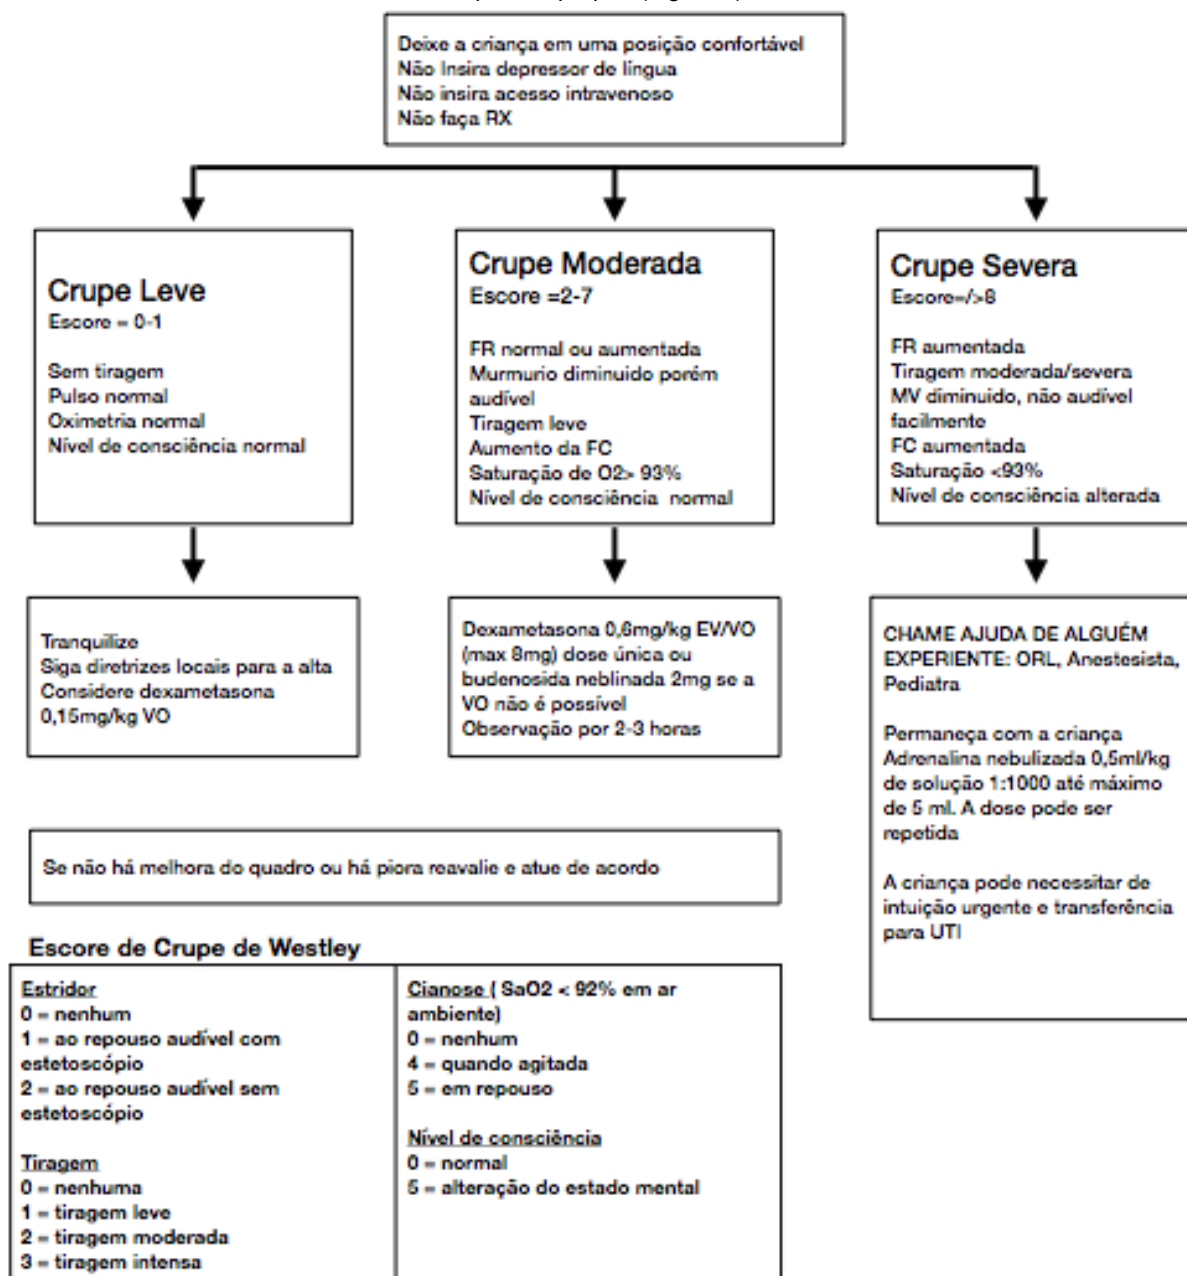 Deixe a criança em uma posição confortável
Não Insira depressor de língua
Não insira acesso intravenoso
Não faça RX
Crupe Leve
Escore = 0-1
Sem tiragem
Pulso normal
Oximetria normal
Nível de consciência normal
Crupe Moderada
Escore =2-7
FR normal ou aumentada
Murmurio diminuido porém
audível
Tiragem leve
Aumento da FC
Saturação de O2> 93%
Nível de consciência normal
Crupe Severa
Escore=/>8
FR aumentada
Tiragem moderada/severa
MV diminuido, não audível
facilmente
FC aumentada
Saturação <93%
Nível de consciência alterada
Tranquilize
Siga diretrizes locais para a alta
Considere dexametasona
0,15mg/kg VO
Dexametasona 0,6mg/kg EV/VO
(max 8mg) dose única ou
budenosida neblinada 2mg se a
VO não é possível
Observação por 2-3 horas
CHAME AJUDA DE ALGUÉM
EXPERIENTE: ORL, Anestesista,
Pediatra
Permaneça com a criança
Adrenalina nebulizada 0,5ml/kg
de solução 1:1000 até máximo
de 5 ml. A dose pode ser
repetida
A criança pode necessitar de
intuição urgente e transferência
para UTI
Se não há melhora do quadro ou há piora reavalie e atue de acordo
Escore de Crupe de Westley
Estridor
0 = nenhum
1 = ao repouso audível com
estetoscópio
2 = ao repouso audível sem
estetoscópio
Tiragem
0 = nenhuma
1 = tiragem leve
2 = tiragem moderada
3 = tiragem intensa
Cianose ( SaO2 < 92% em ar
ambiente)
0 = nenhum
4 = quando agitada
5 = em repouso
Nível de consciência
0 = normal
5 = alteração do estado mental